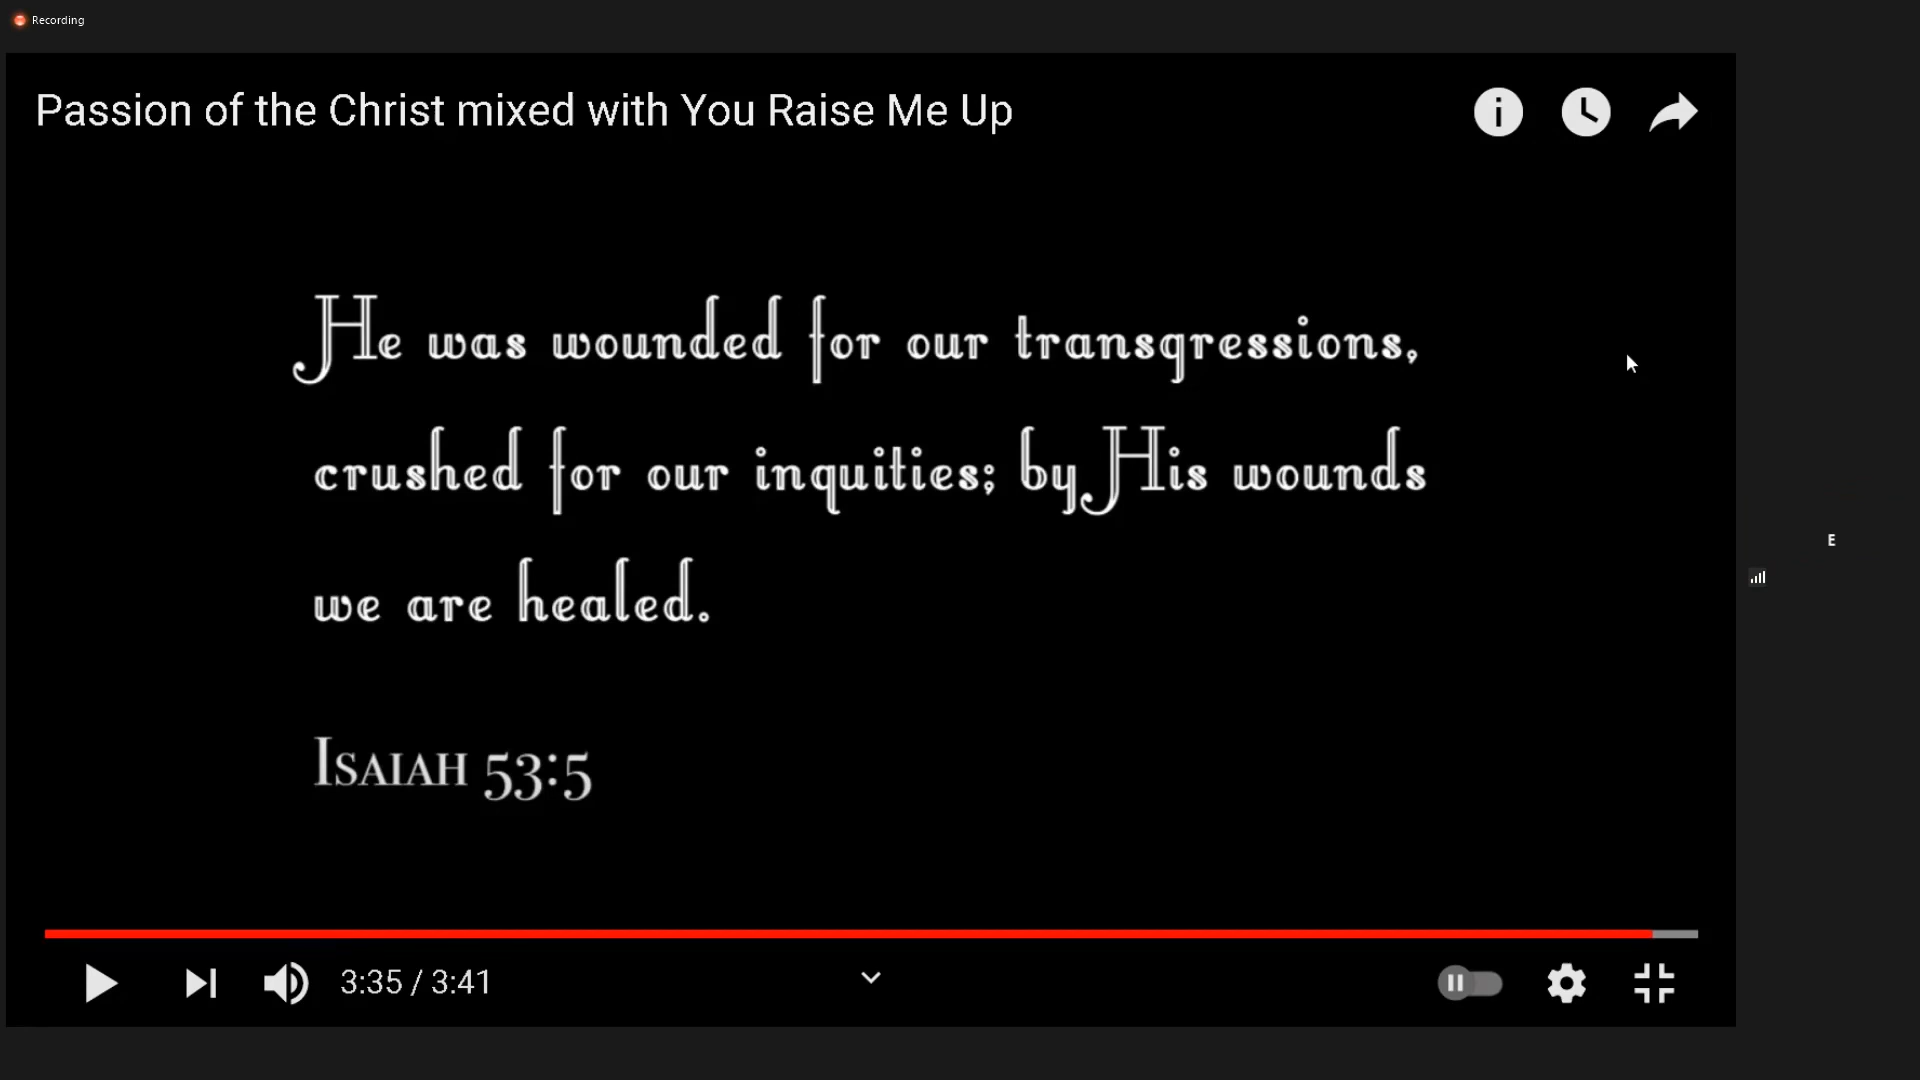 Recording
Passion of the Christ mixed with You Raise Me Up
He was wounded for our transgressions,
crushed for our inquities; by His wounds
we are healed.
Isaiah 53:5
E
3:35 / 3:41